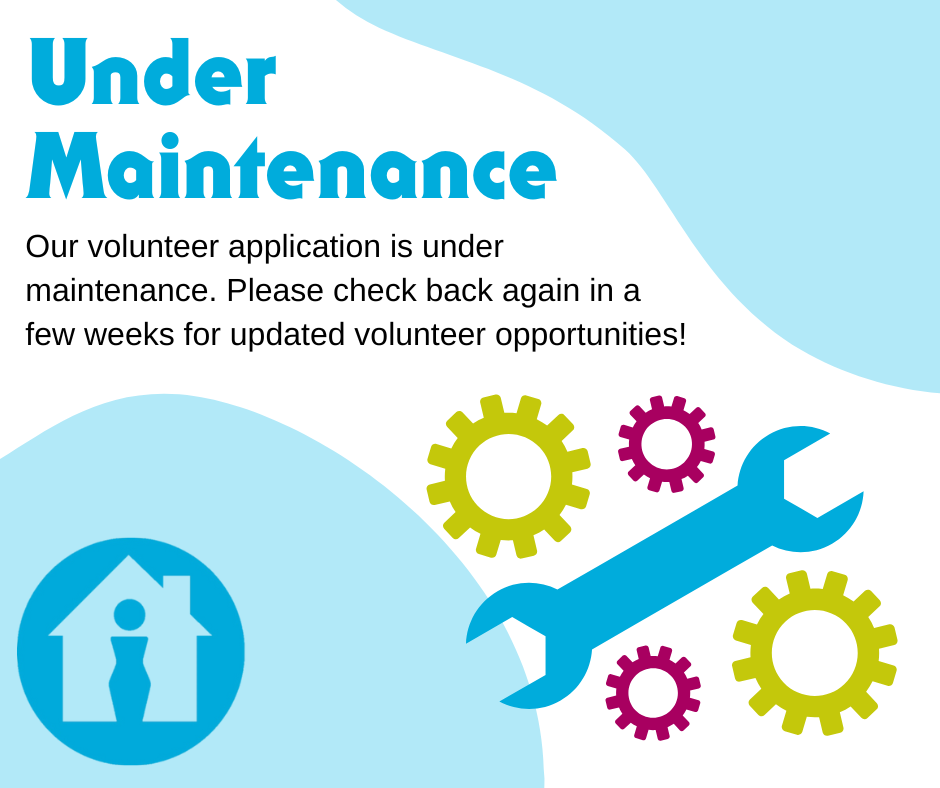 Under
Maintenance
Our volunteer application is under
maintenance. Please check back again in a
few weeks for updated volunteer opportunities!